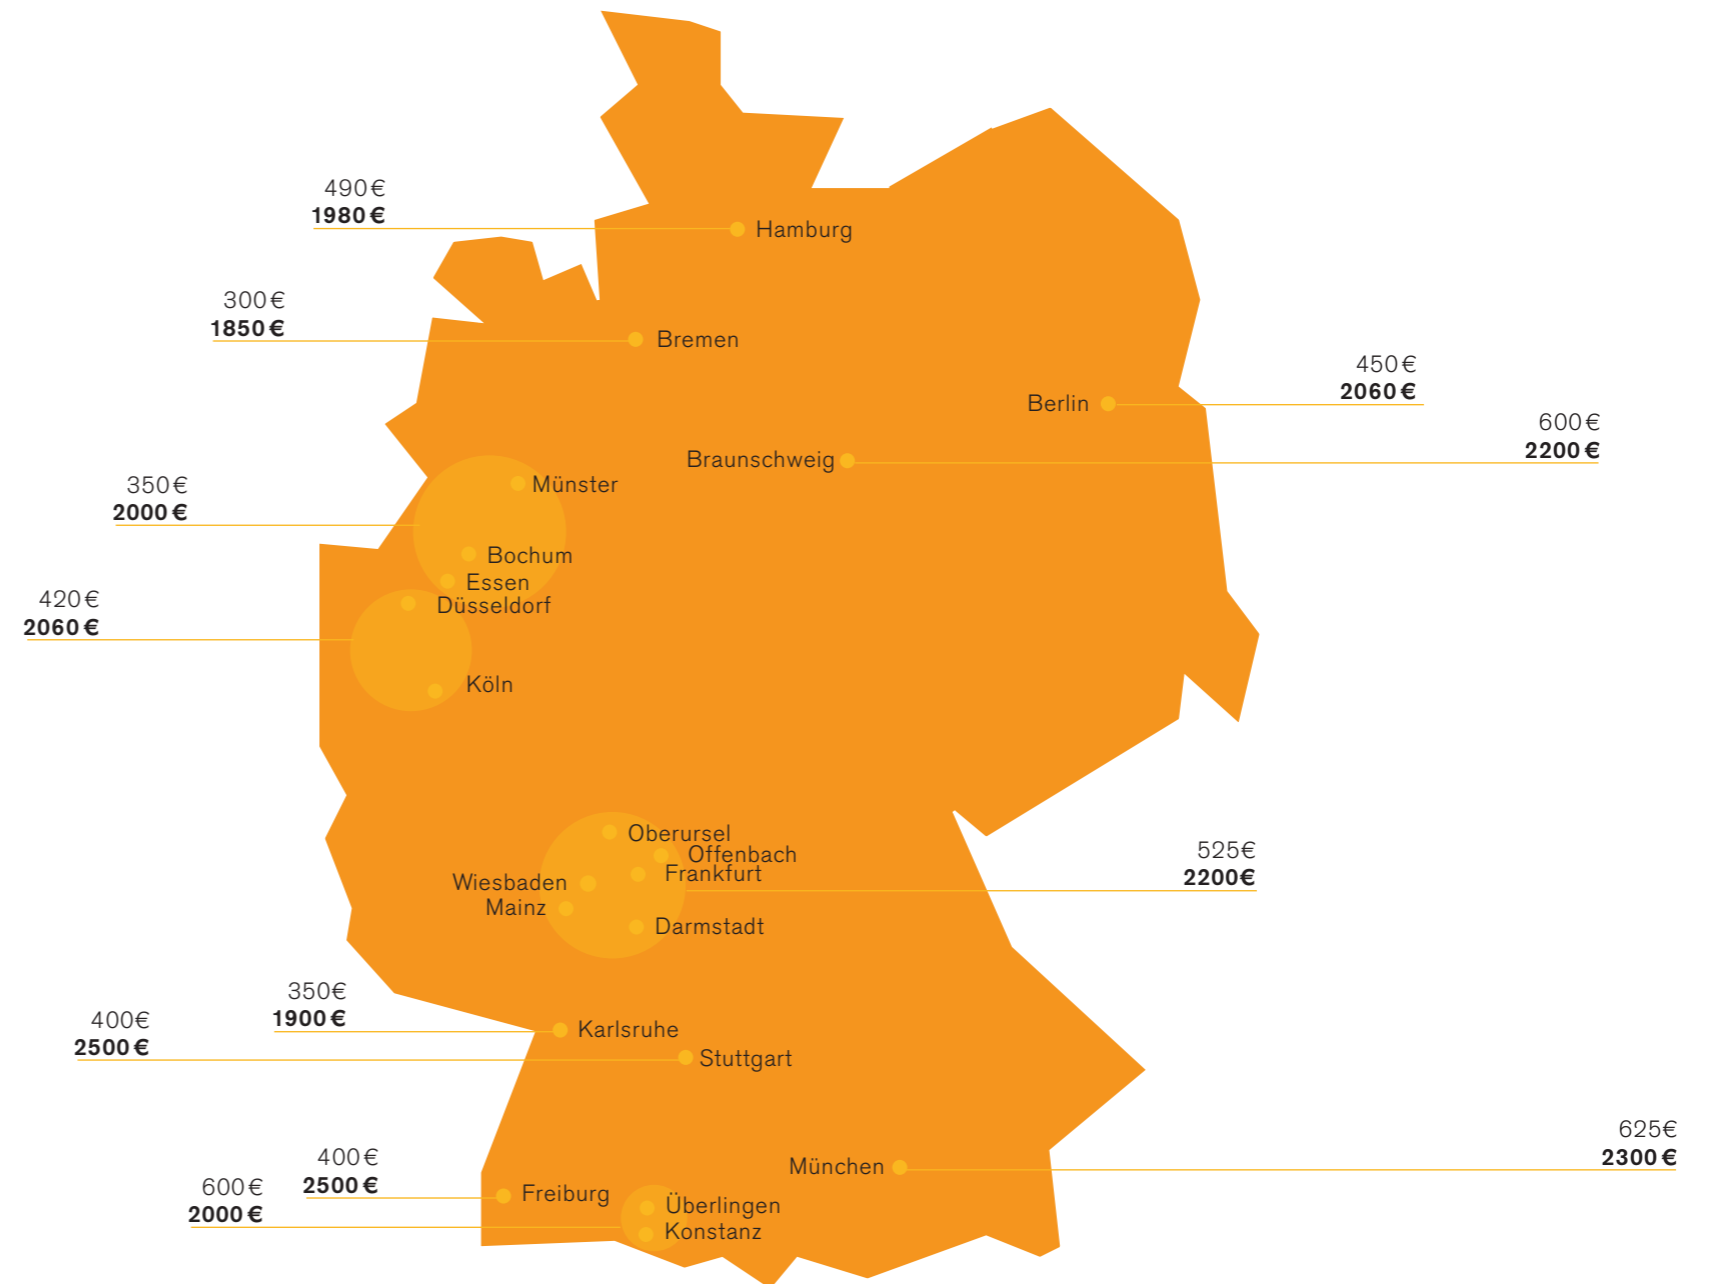 490 €
1980 €
Hamburg
300 €
1850 €
Bremen
450 €
2060 €
Berlin
600 €
2200 €
Braunschweig
350 €
2000 €
Münster
Bochum
Essen
420 €
2060 €
Düsseldorf
Köln
Oberursel
Offenbach
Frankfurt
Wiesbaden
Mainz
Darmstadt
525€
2200€
350€
1900 €
Karlsruhe
400€
2500 €
Stuttgart
625€
2300 €
München
400 €
2500 €
Freiburg
600 €
2000 €
Überlingen
Konstanz